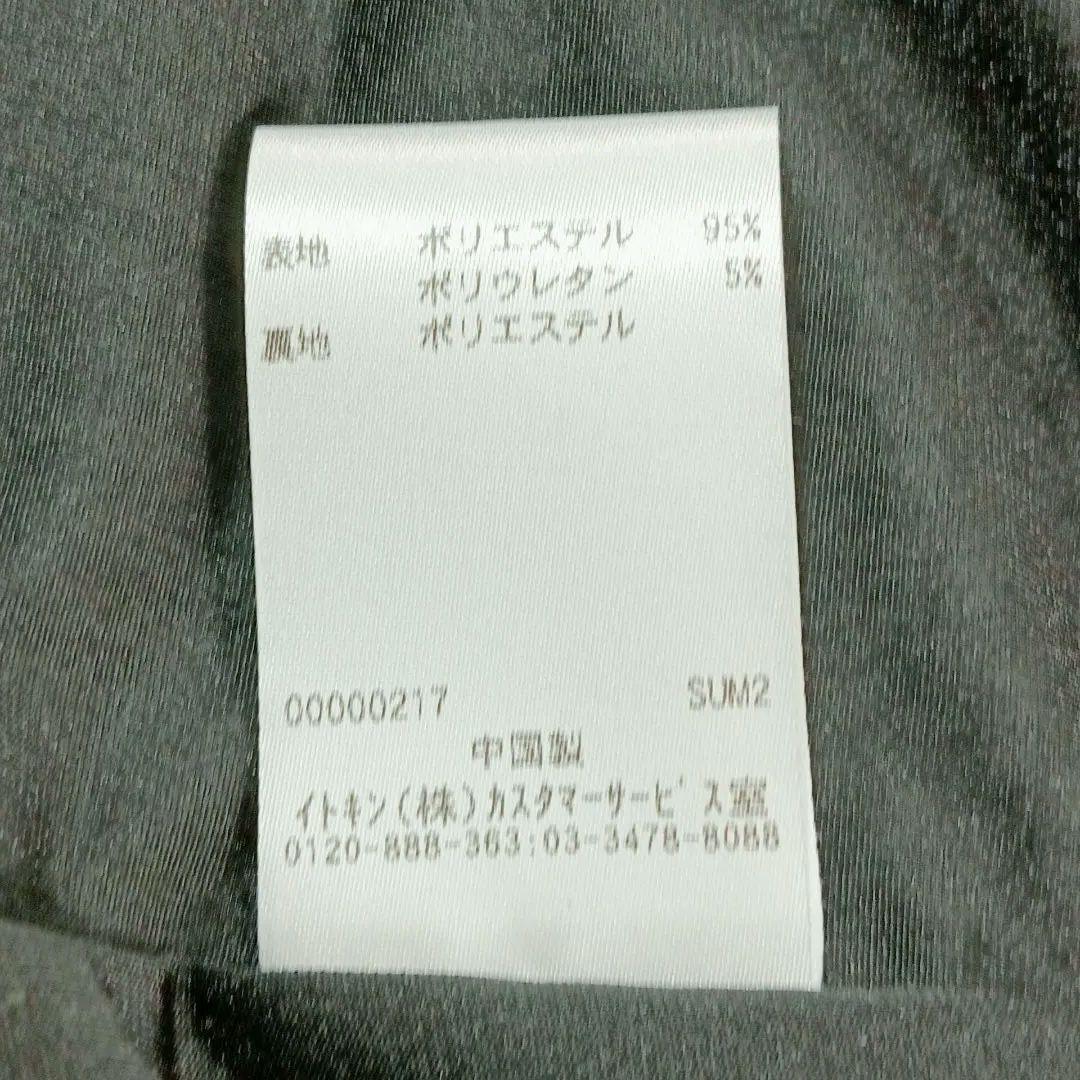 表地 ポリエステル 95%
ポリウレタン 5%
裏地 ポリエステル
00000217 SUM2
中国製
イトキン(株)カスタマーサービス室
0120-888-363:03-3478-8088